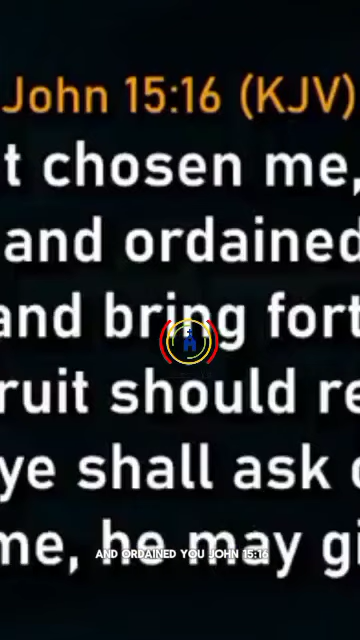 John 15:16 (KJV)
t chosen me,
and ordained
and bring fort
ruit should re
ye shall ask o
me, he may gi
AND ORDAINED YOU JOHN 15:16